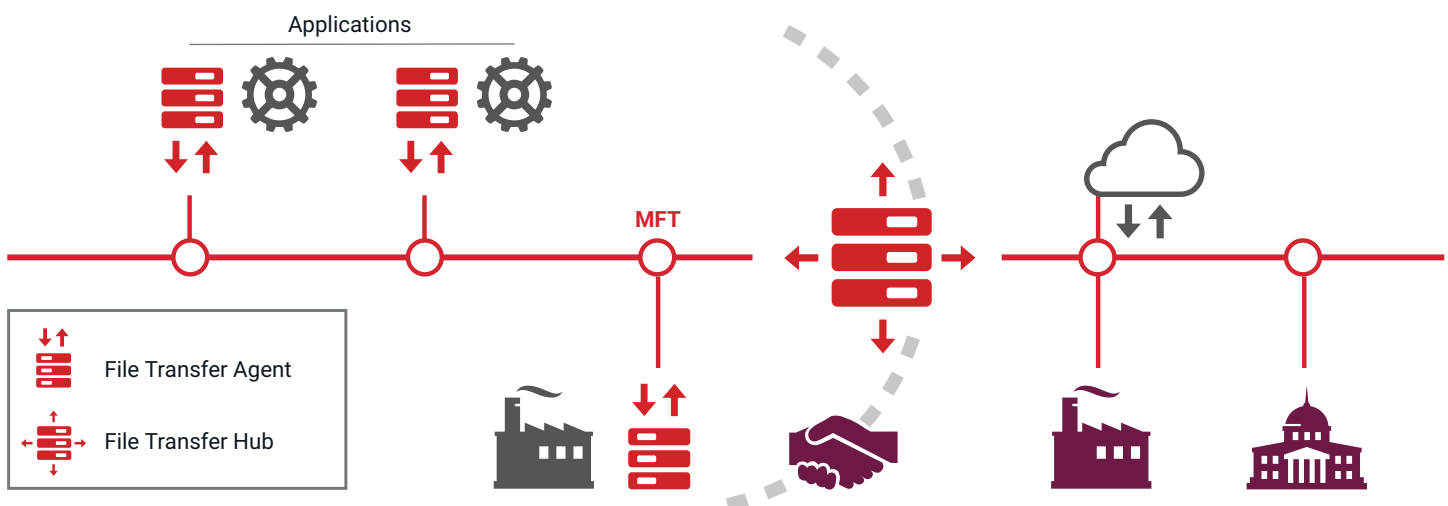 Applications
MFT
File Transfer Agent
File Transfer Hub